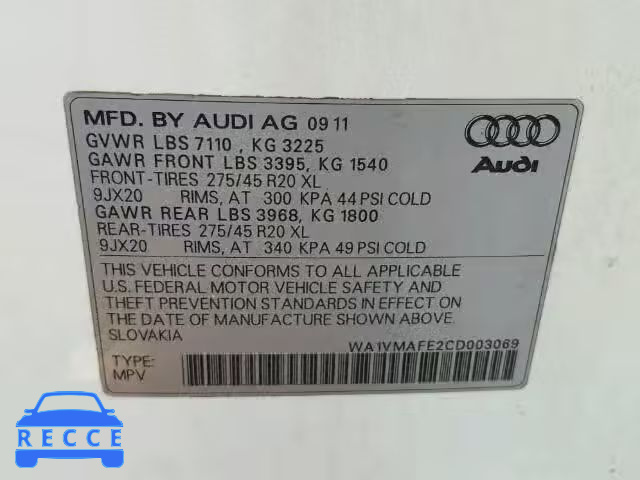 MFD. BY AUDI AG 09 11
GVWR LBS 7110 , KG 3225
GAWR FRONT LBS 3395, KG 1540
FRONT-TIRES 275/45 R20 XL
9JX20 RIMS, AT 300 KPA 44 PSI COLD
GAWR REAR LBS 3968, KG 1800
REAR-TIRES 275/45 R20 XL
9JX20 RIMS, AT 340 KPA 49 PSI COLD
Audi
THIS VEHICLE CONFORMS TO ALL APPLICABLE
U.S. FEDERAL MOTOR VEHICLE SAFETY AND
THEFT PREVENTION STANDARDS IN EFFECT ON
THE DATE OF MANUFACTURE SHOWN ABOVE.
SLOVAKIA
WA1VMAFE2CD003069
TYPE:
MPV
RECCE